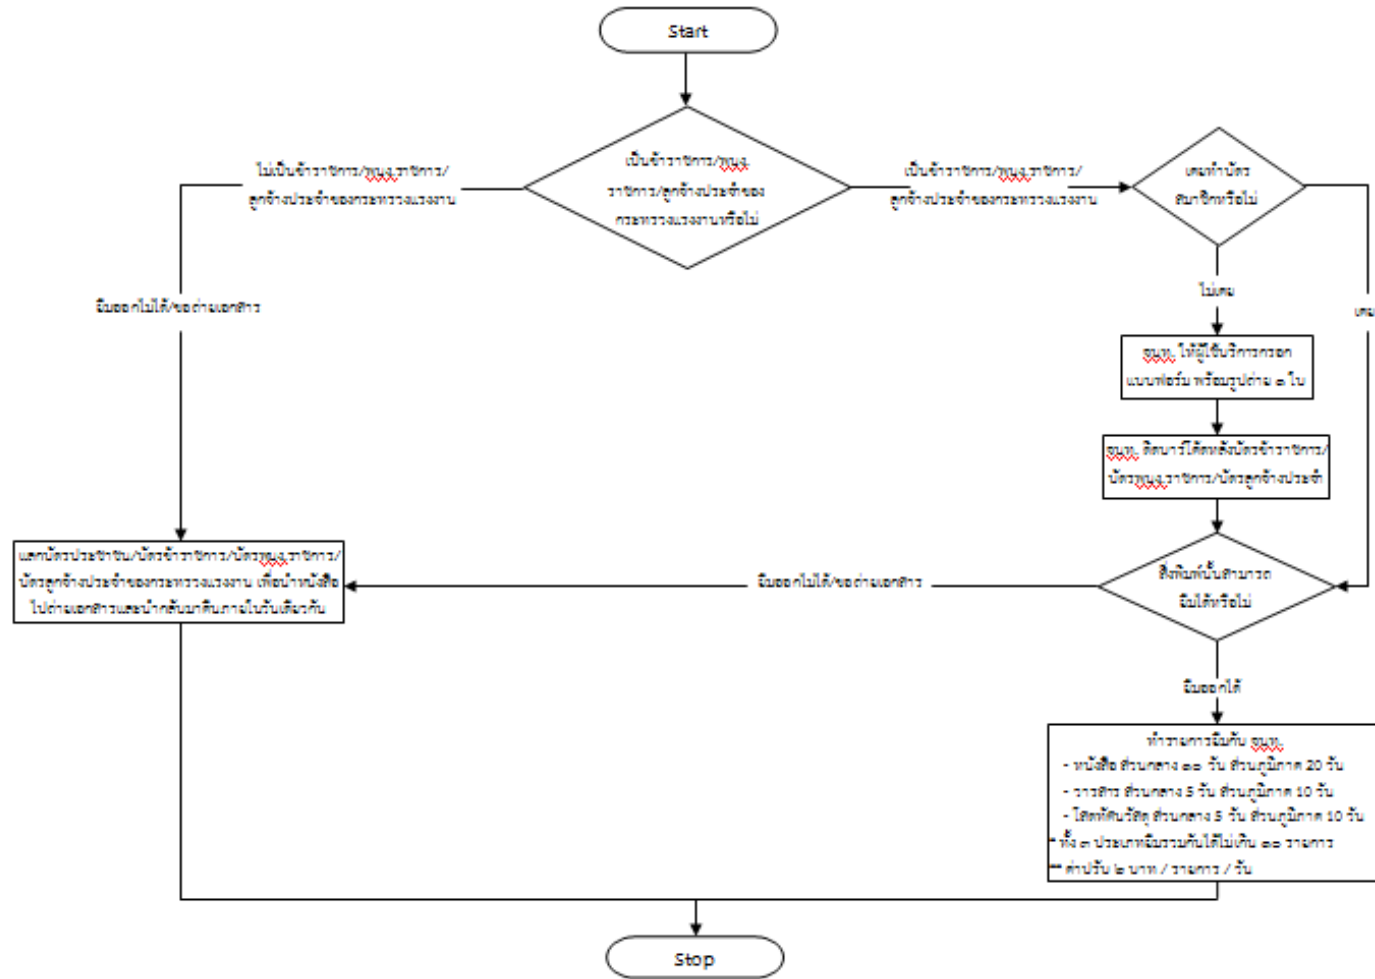 Start
เป็นข้าราชการ/พนง.
ราชการ/ลูกจ้างประจำของ
กระทรวงแรงงานหรือไม่
ไม่เป็นข้าราชการ/พนง.ราชการ/
ลูกจ้างประจำของกระทรวงแรงงาน
เป็นข้าราชการ/พนง.ราชการ/
ลูกจ้างประจำของกระทรวงแรงงาน
เคยทำบัตร
สมาชิกหรือไม่
ไม่เคย
เคย
ยืมออกไม่ได้/ขอถ่ายเอกสาร
จนท. ให้ผู้ใช้บริการกรอก
แบบฟอร์ม พร้อมรูปถ่าย ๑ ใบ
จนท. ติดบาร์โค้ดหลังบัตรข้าราชการ/
บัตรพนง.ราชการ/บัตรลูกจ้างประจำ
แลกบัตรประชาชน/บัตรข้าราชการ/บัตรพนง.ราชการ/
บัตรลูกจ้างประจำของกระทรวงแรงงาน เพื่อนำหนังสือ
ไปถ่ายเอกสารและนำกลับมาคืนภายในวันเดียวกัน
ยืมออกไม่ได้/ขอถ่ายเอกสาร
สิ่งพิมพ์นั้นสามารถ
ยืมได้หรือไม่
ยืมออกได้
ทำรายการยืมกับ จนท.
- หนังสือ ส่วนกลาง ๑๐ วัน ส่วนภูมิภาค 20 วัน
- วารสาร ส่วนกลาง 5 วัน ส่วนภูมิภาค 10 วัน
- โสตทัศนวัสดุ ส่วนกลาง 5 วัน ส่วนภูมิภาค 10 วัน
* ทั้ง ๓ ประเภทยืมรวมกันได้ไม่เกิน ๑๐ รายการ
** ค่าปรับ ๒ บาท / รายการ / วัน
Stop